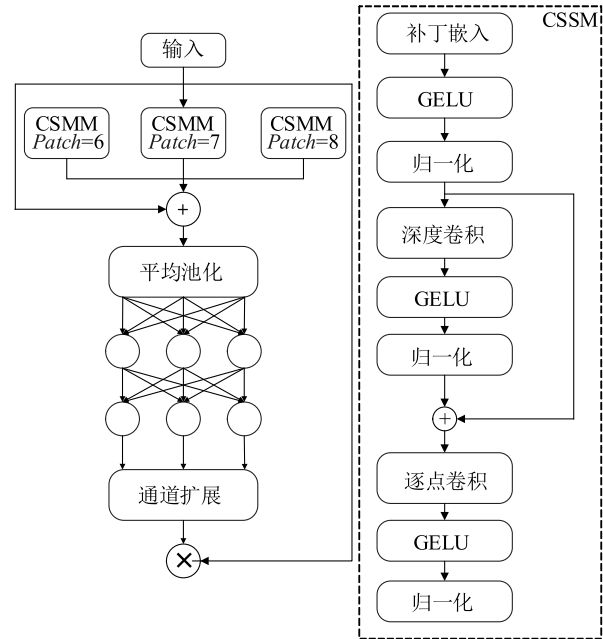 输入
CSMM
Patch=6
CSMM
Patch=7
CSMM
Patch=8
+
平均池化
通道扩展
×
CSSM
补丁嵌入
GELU
归一化
深度卷积
GELU
归一化
+
逐点卷积
GELU
归一化